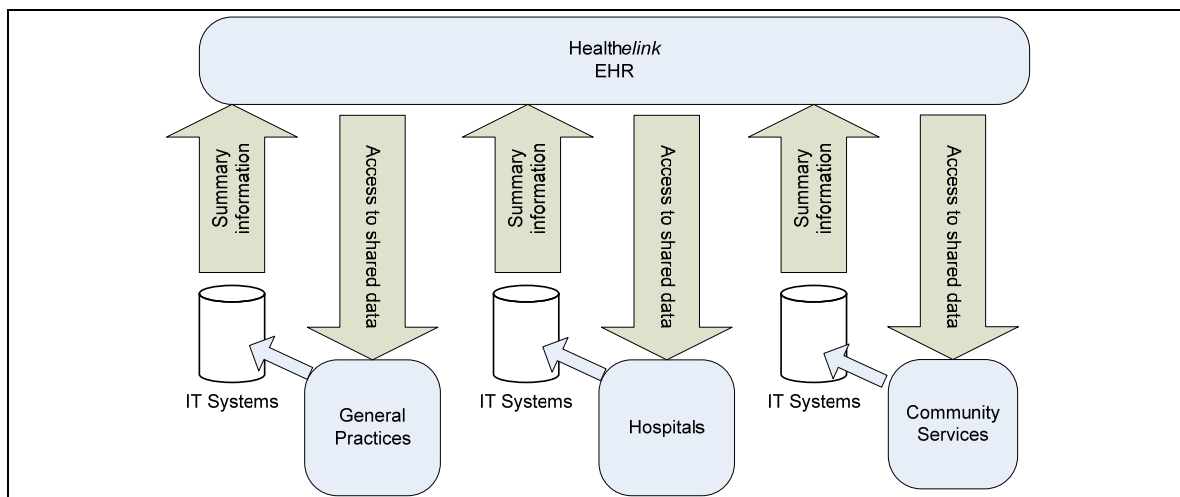 Healthelink
EHR
Summary
information
Access to shared data
Summary
information
Access to shared data
Summary
information
Access to shared data
IT Systems
General
Practices
IT Systems
Hospitals
IT Systems
Community
Services